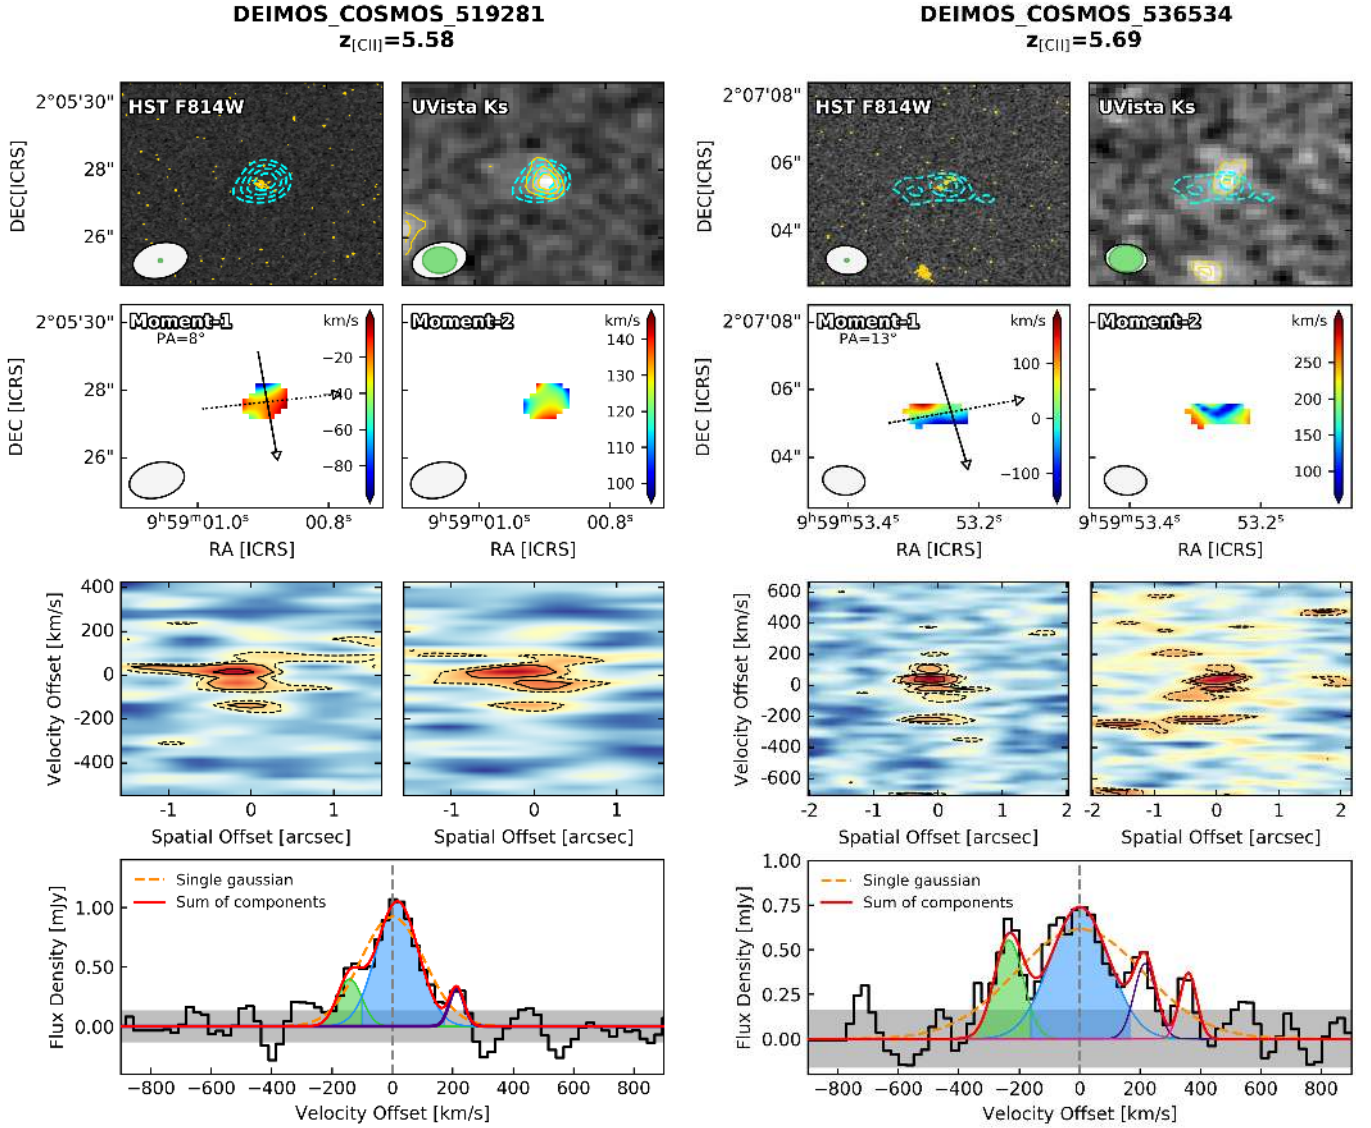 DEIMOS_COSMOS_519281
z[CII]=5.58
HST F814W
UVista Ks
2°05'30"
28"
26"
DEC[ICRS]
Moment-1
PA=8°
km/s
−20
−40
−60
−80
Moment-2
km/s
140
130
120
110
100
2°05'30"
28"
26"
DEC [ICRS]
9ʰ59ᵐ01.0ˢ
00.8ˢ
9ʰ59ᵐ01.0ˢ
00.8ˢ
RA [ICRS]
RA [ICRS]
400
200
0
-200
-400
Velocity Offset [km/s]
-1
0
1
-1
0
1
Spatial Offset [arcsec]
Spatial Offset [arcsec]
Single gaussian
Sum of components
1.00
0.50
0.00
Flux Density [mJy]
−800 −600 −400 −200 0 200 400 600 800
Velocity Offset [km/s]
DEIMOS_COSMOS_536534
z[CII]=5.69
HST F814W
UVista Ks
2°07'08"
06"
04"
DEC[ICRS]
Moment-1
PA=13°
km/s
100
0
−100
Moment-2
km/s
250
200
150
100
2°07'08"
06"
04"
DEC [ICRS]
9ʰ59ᵐ53.4ˢ
53.2ˢ
9ʰ59ᵐ53.4ˢ
53.2ˢ
RA [ICRS]
RA [ICRS]
600
400
200
0
-200
-400
-600
Velocity Offset [km/s]
-2 -1 0 1 2
-2 -1 0 1 2
Spatial Offset [arcsec]
Spatial Offset [arcsec]
Single gaussian
Sum of components
1.00
0.75
0.50
0.25
0.00
Flux Density [mJy]
−800 −600 −400 −200 0 200 400 600 800
Velocity Offset [km/s]